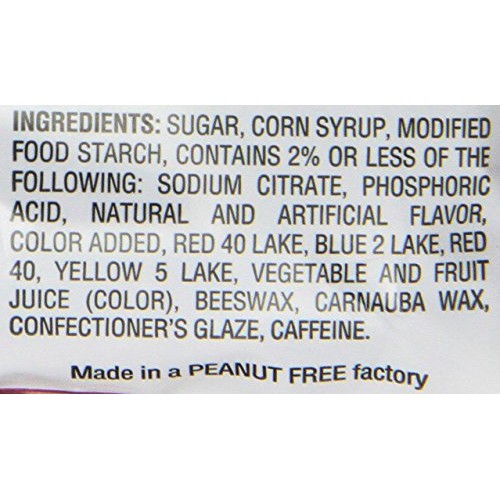 INGREDIENTS: SUGAR, CORN SYRUP, MODIFIED
FOOD STARCH, CONTAINS 2% OR LESS OF THE
FOLLOWING: SODIUM CITRATE, PHOSPHORIC
ACID, NATURAL AND ARTIFICIAL FLAVOR,
COLOR ADDED, RED 40 LAKE, BLUE 2 LAKE, RED
40, YELLOW 5 LAKE, VEGETABLE AND FRUIT
JUICE (COLOR), BEESWAX, CARNAUBA WAX,
CONFECTIONER'S GLAZE, CAFFEINE.
Made in a PEANUT FREE factory